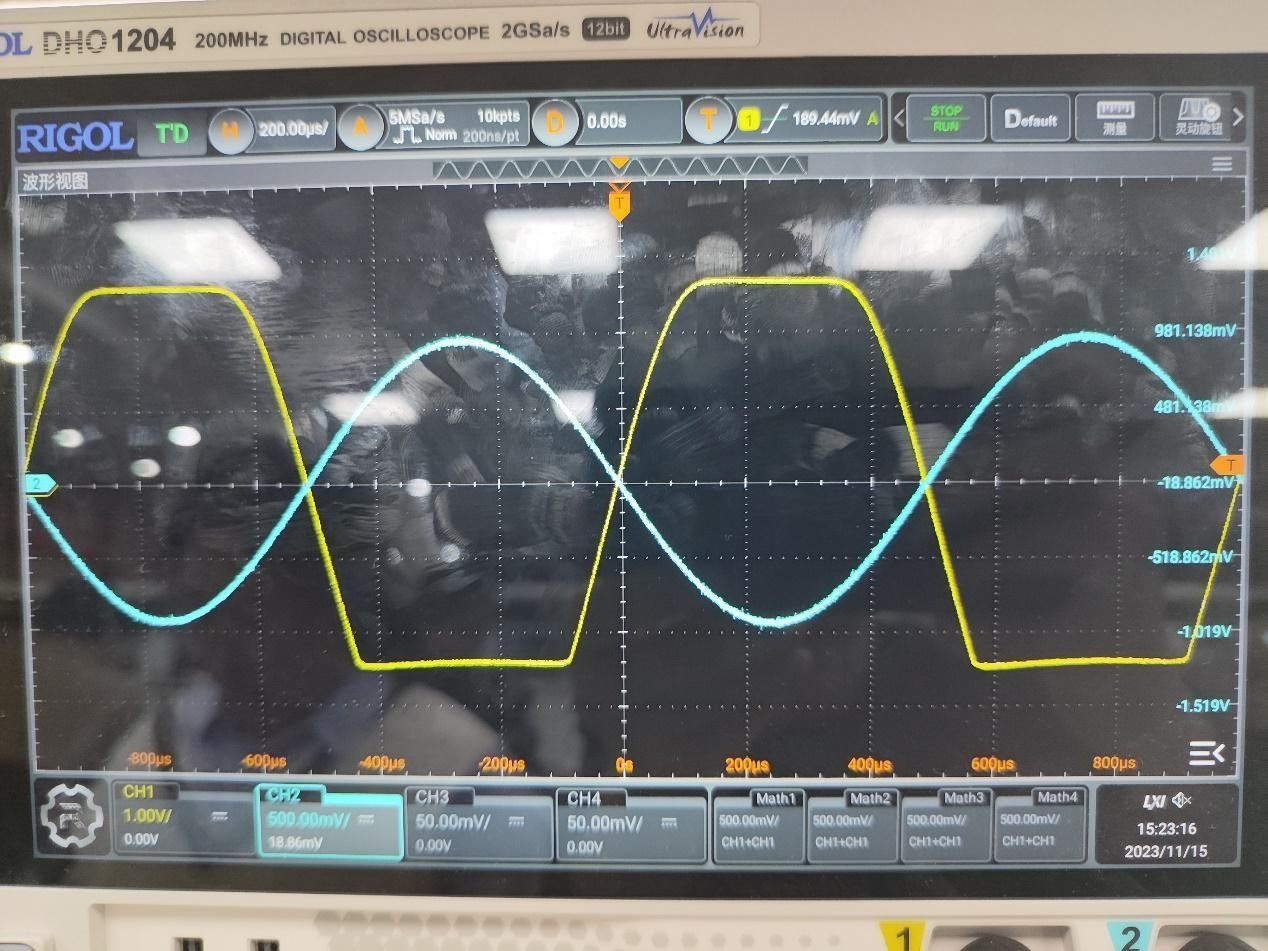 OL DHO1204 200MHz DIGITAL OSCILLOSCOPE 2GSa/s 12bit UltraVision
RIGOL T'D H 200.00µs/ A 5MSa/s 10kpts Norm 200ns/pt D 0.00s T 1 189.44mV A STOP RUN Default 测量 灵动旋钮
波形视图
T
981.138mV
481.138mV
T
2
-18.862mV
-518.862mV
-1.019V
-1.519V
-800µs -600µs -400µs -200µs 0s 200µs 400µs 600µs 800µs
CH1 CH2 CH3 CH4 Math1 Math2 Math3 Math4 LXI
1.00V/ 500.00mV/ 50.00mV/ 50.00mV/ 500.00mV/ 500.00mV/ 500.00mV/ 500.00mV/ 15:23:16
0.00V 18.86mV 0.00V 0.00V CH1+CH1 CH1+CH1 CH1+CH1 CH1+CH1 2023/11/15
1 2